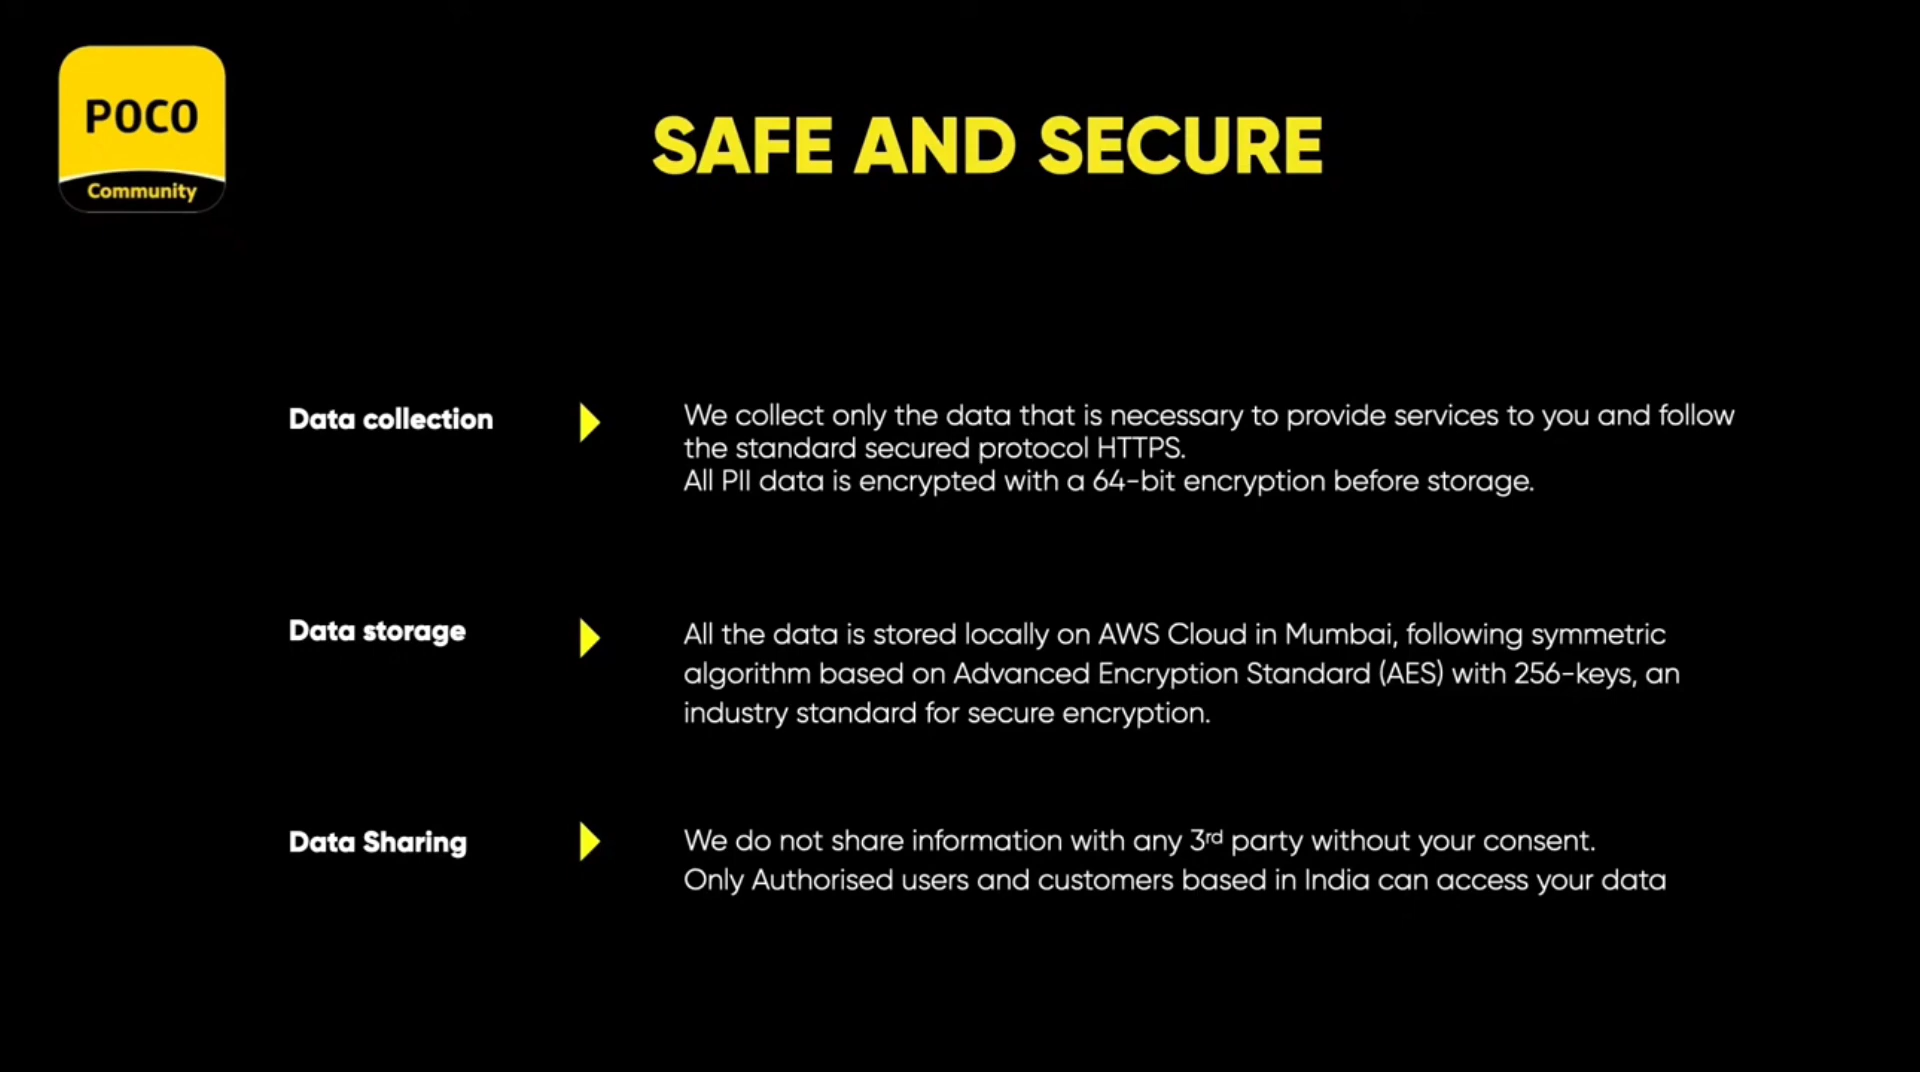 POCO
Community
SAFE AND SECURE
Data collection
We collect only the data that is necessary to provide services to you and follow
the standard secured protocol HTTPS.
All PII data is encrypted with a 64-bit encryption before storage.
Data storage
All the data is stored locally on AWS Cloud in Mumbai, following symmetric
algorithm based on Advanced Encryption Standard (AES) with 256-keys, an
industry standard for secure encryption.
Data Sharing
We do not share information with any 3rd party without your consent.
Only Authorised users and customers based in India can access your data